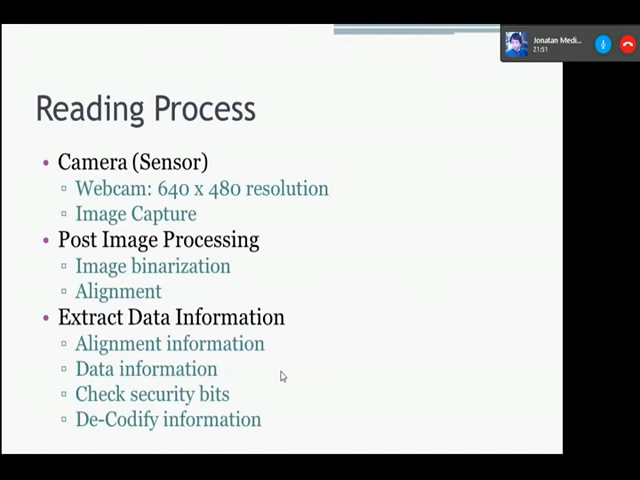 Jonatan Medi...
21:51
Reading Process
• Camera (Sensor)
▫ Webcam: 640 x 480 resolution
▫ Image Capture
• Post Image Processing
▫ Image binarization
▫ Alignment
• Extract Data Information
▫ Alignment information
▫ Data information
▫ Check security bits
▫ De-Codify information